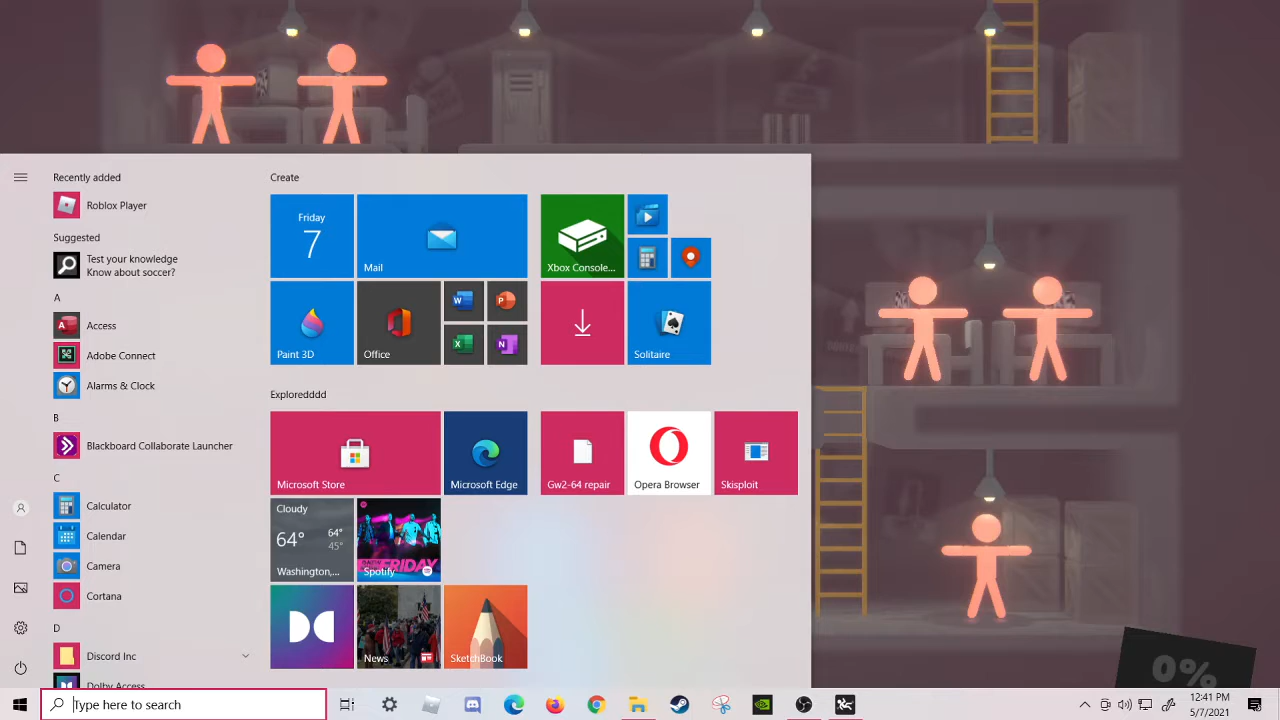 Recently added
Roblox Player
Suggested
Test your knowledge
Know about soccer?
A
Access
Adobe Connect
Alarms & Clock
B
Blackboard Collaborate Launcher
C
Calculator
Calendar
Camera
Cortana
D
Discord Inc
Dolby Access
Create
Friday
7
Mail
Xbox Console...
Paint 3D
Office
Solitaire
Exploredddd
Microsoft Store
Microsoft Edge
Gw2-64 repair
Opera Browser
Skisploit
Cloudy
64°
64°
45°
Washington,...
FRIDAY
Spotify
News
SketchBook
0%
Type here to search
12:41 PM
5/7/2021